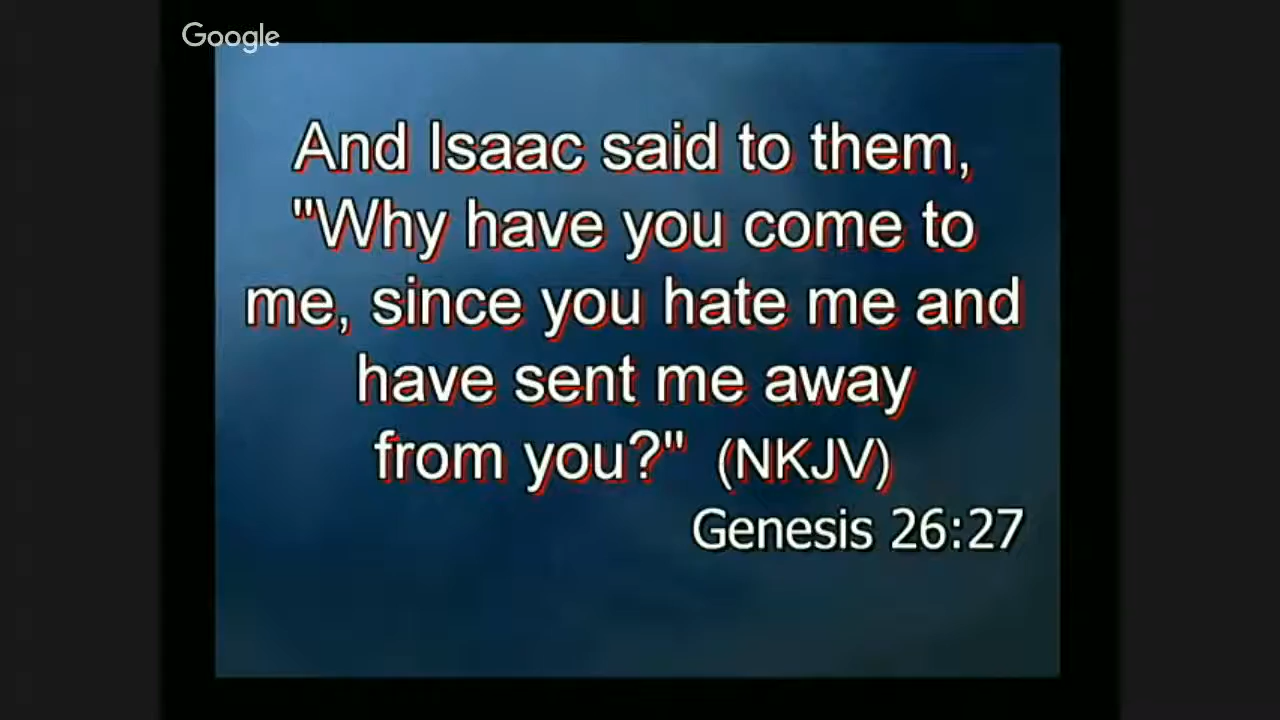 Google
And Isaac said to them,
"Why have you come to
me, since you hate me and
have sent me away
from you?" (NKJV)
Genesis 26:27